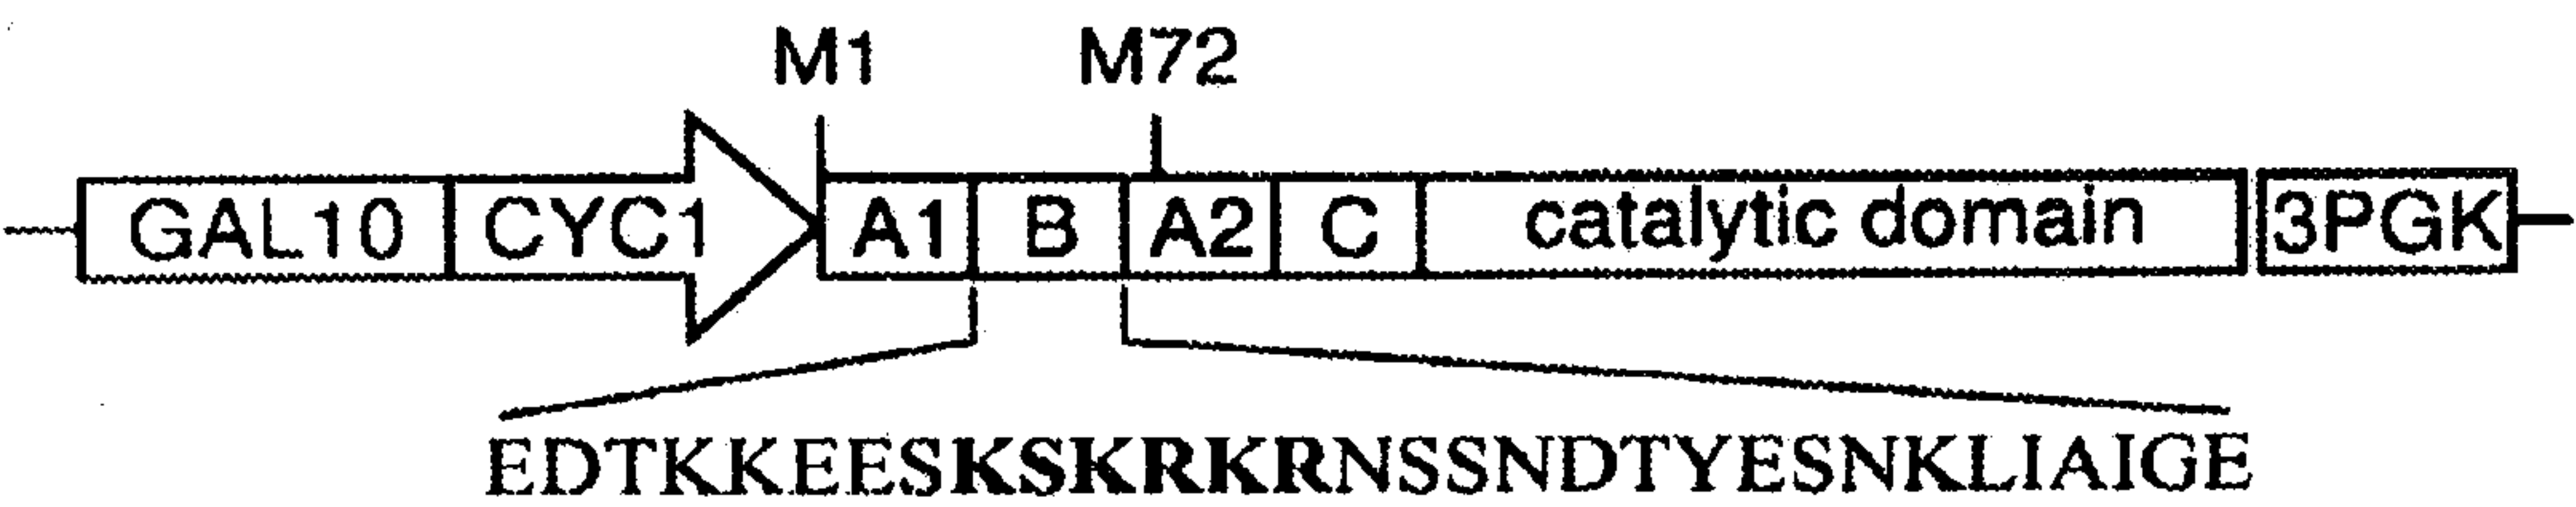 M1 M72
GAL10 CYC1 A1 B A2 C catalytic domain 3PGK
EDTKKEESKSKRKRNSSNDTYESNKLIAIGE